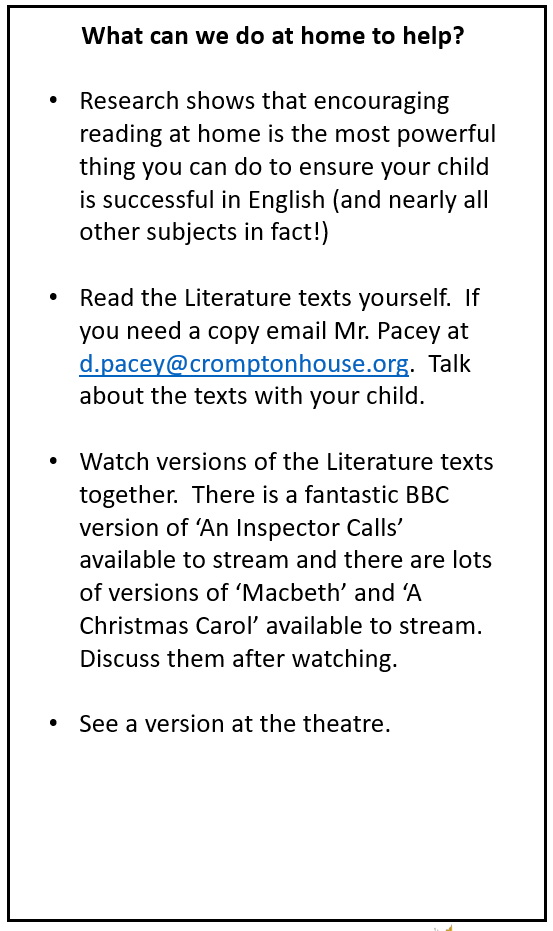 What can we do at home to help?
• Research shows that encouraging
reading at home is the most powerful
thing you can do to ensure your child
is successful in English (and nearly all
other subjects in fact!)
• Read the Literature texts yourself.  If
you need a copy email Mr. Pacey at
d.pacey@cromptonhouse.org.  Talk
about the texts with your child.
• Watch versions of the Literature texts
together.  There is a fantastic BBC
version of ‘An Inspector Calls’
available to stream and there are lots
of versions of ‘Macbeth’ and ‘A
Christmas Carol’ available to stream.
Discuss them after watching.
• See a version at the theatre.